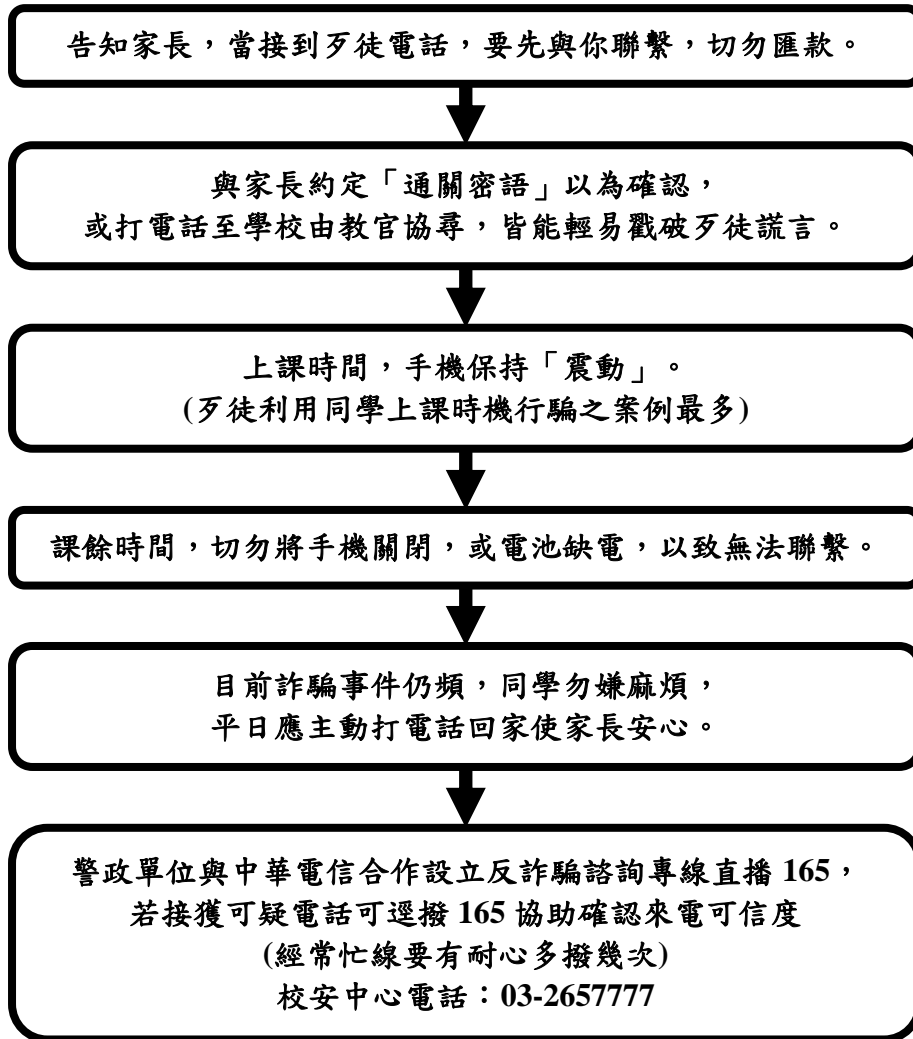 告知家長，當接到歹徒電話，要先與你聯繫，切勿匯款。
與家長約定「通關密語」以為確認，
或打電話至學校由教官協尋，皆能輕易戳破歹徒謊言。
上課時間，手機保持「震動」。
(歹徒利用同學上課時機行騙之案例最多)
課餘時間，切勿將手機關閉，或電池缺電，以致無法聯繫。
目前詐騙事件仍頻，同學勿嫌麻煩，
平日應主動打電話回家使家長安心。
警政單位與中華電信合作設立反詐騙諮詢專線直播 165，
若接獲可疑電話可逕撥 165 協助確認來電可信度
(經常忙線要有耐心多撥幾次)
校安中心電話：03-2657777